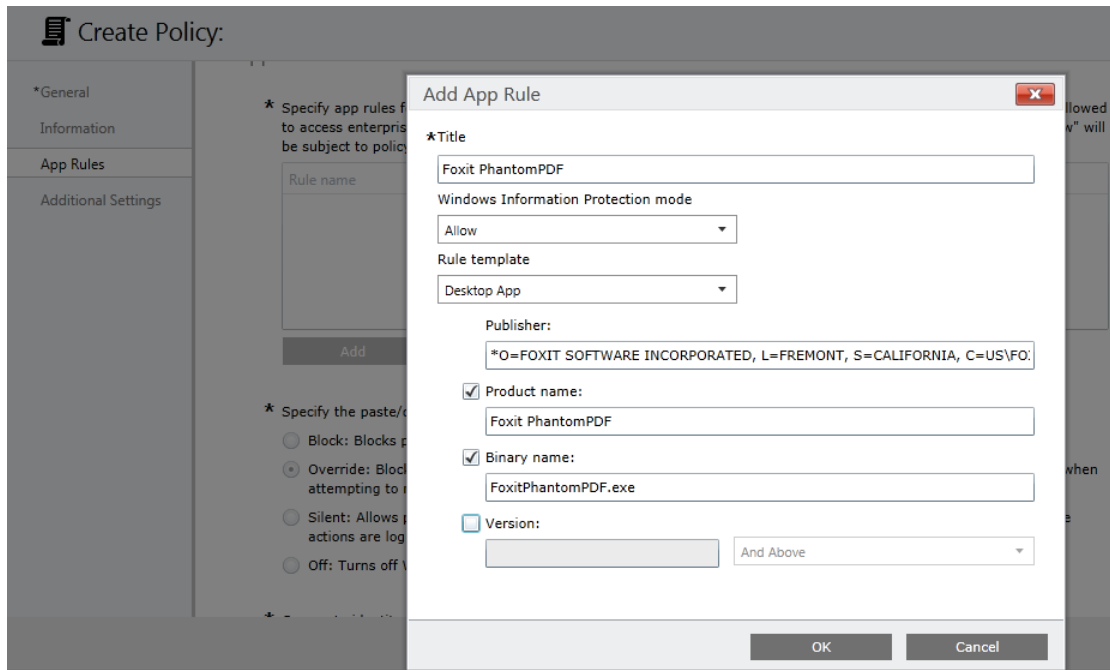 Create Policy:
*General
Information
App Rules
Additional Settings
* Specify app rules f
to access enterpris
be subject to policy
llowed
w" will
Rule name
Add
* Specify the paste/
Block: Blocks p
Override: Block
attempting to
when
Silent: Allows p
actions are log
e
Off: Turns off
Add App Rule
*Title
Foxit PhantomPDF
Windows Information Protection mode
Allow
Rule template
Desktop App
Publisher:
*O=FOXIT SOFTWARE INCORPORATED, L=FREMONT, S=CALIFORNIA, C=US\FO
Product name:
Foxit PhantomPDF
Binary name:
FoxitPhantomPDF.exe
Version:
And Above
OK
Cancel